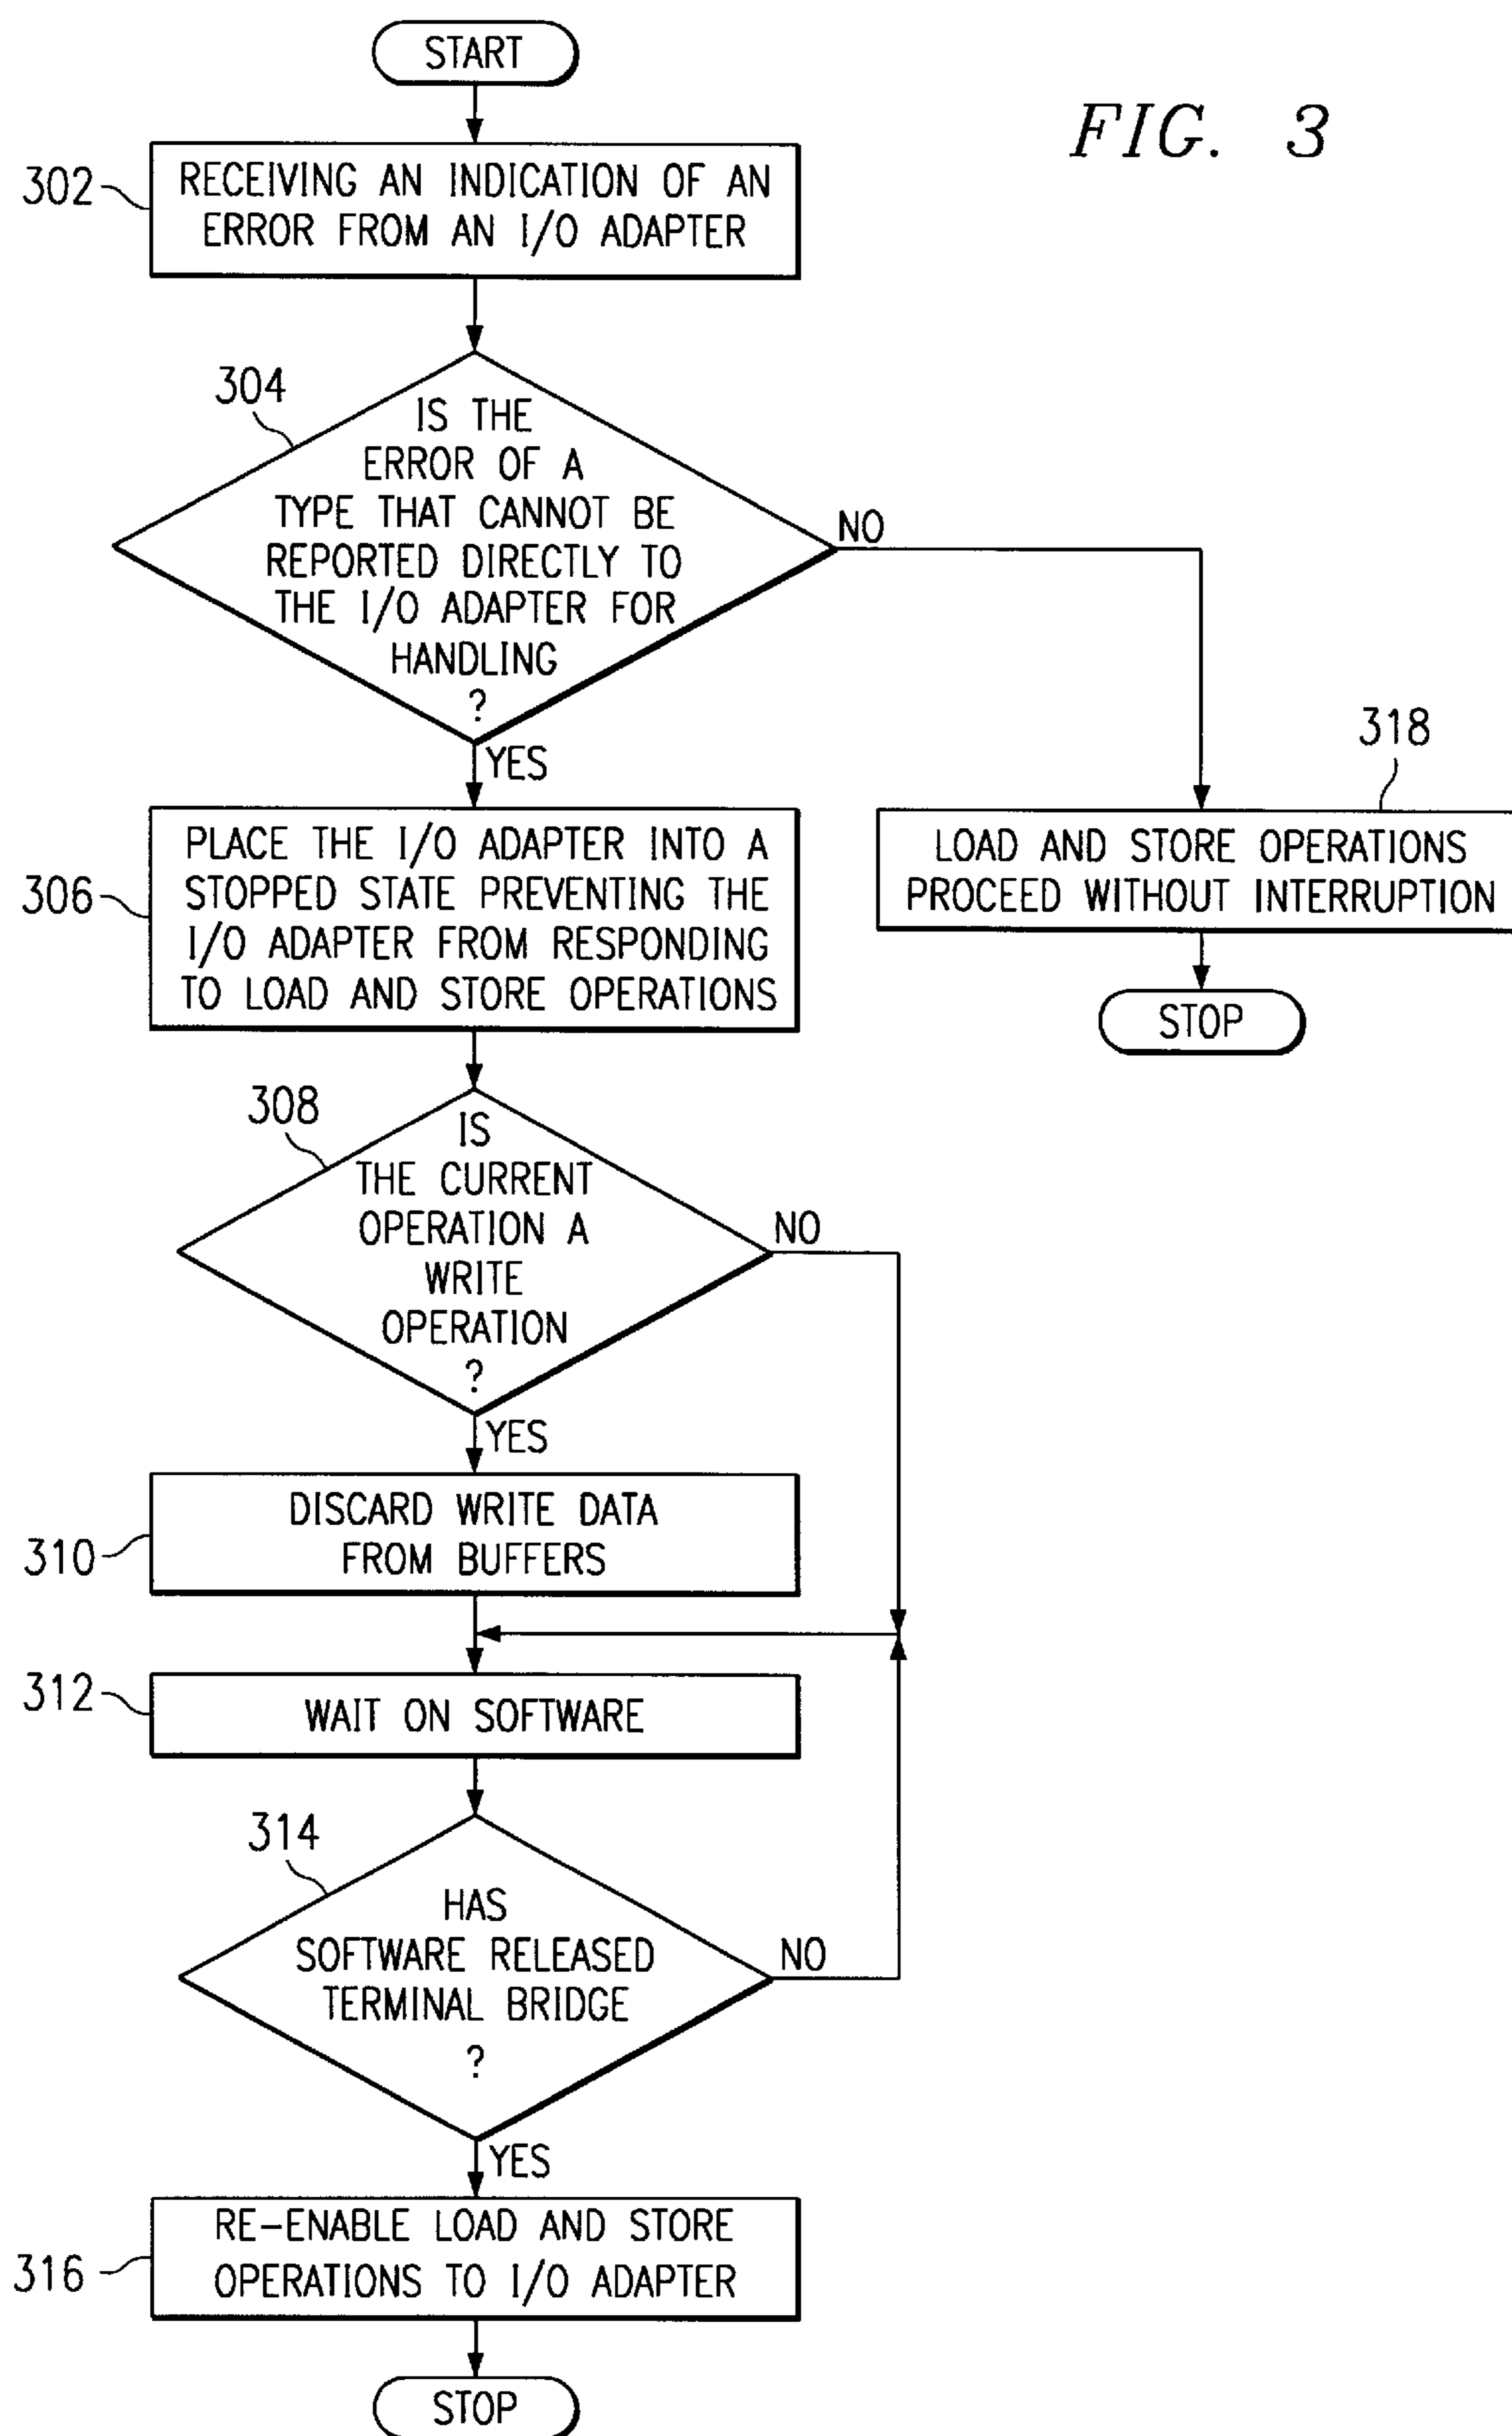 START
FIG. 3
302
RECEIVING AN INDICATION OF AN
ERROR FROM AN I/O ADAPTER
304
IS THE
ERROR OF A
TYPE THAT CANNOT BE
REPORTED DIRECTLY TO
THE I/O ADAPTER FOR
HANDLING
?
NO
YES
318
LOAD AND STORE OPERATIONS
PROCEED WITHOUT INTERRUPTION
STOP
306
PLACE THE I/O ADAPTER INTO A
STOPPED STATE PREVENTING THE
I/O ADAPTER FROM RESPONDING
TO LOAD AND STORE OPERATIONS
308
IS
THE CURRENT
OPERATION A
WRITE
OPERATION
?
NO
YES
310
DISCARD WRITE DATA
FROM BUFFERS
312
WAIT ON SOFTWARE
314
HAS
SOFTWARE RELEASED
TERMINAL BRIDGE
?
NO
YES
316
RE-ENABLE LOAD AND STORE
OPERATIONS TO I/O ADAPTER
STOP